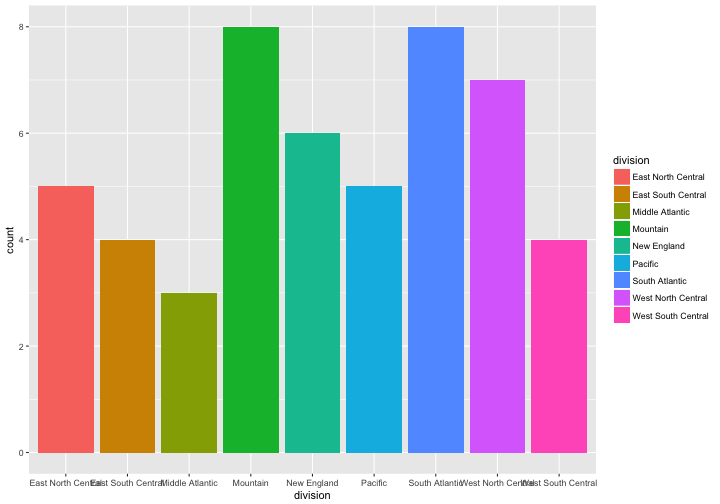 8
6
4
2
0
count
East North Central East South Central Middle Atlantic Mountain New England Pacific South Atlantic West North Central West South Central
division
division
East North Central
East South Central
Middle Atlantic
Mountain
New England
Pacific
South Atlantic
West North Central
West South Central